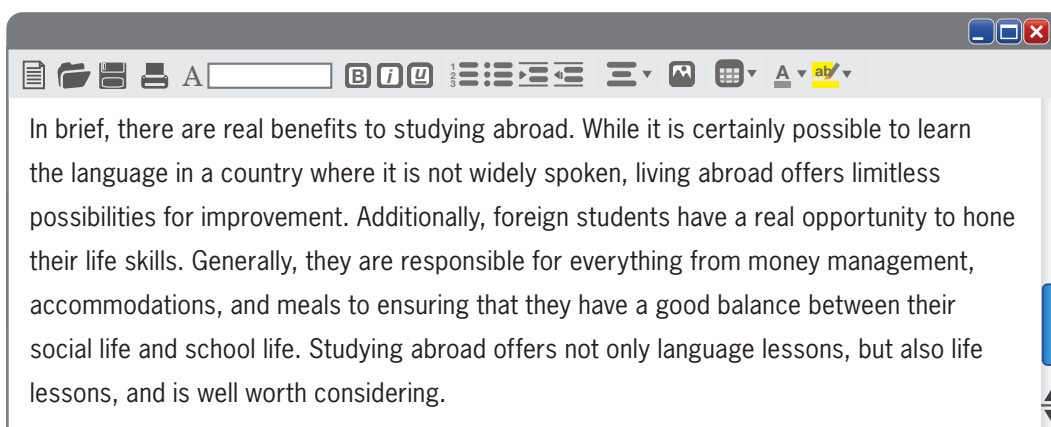 A
B i u
1
2
3
A ab
In brief, there are real benefits to studying abroad. While it is certainly possible to learn
the language in a country where it is not widely spoken, living abroad offers limitless
possibilities for improvement. Additionally, foreign students have a real opportunity to hone
their life skills. Generally, they are responsible for everything from money management,
accommodations, and meals to ensuring that they have a good balance between their
social life and school life. Studying abroad offers not only language lessons, but also life
lessons, and is well worth considering.